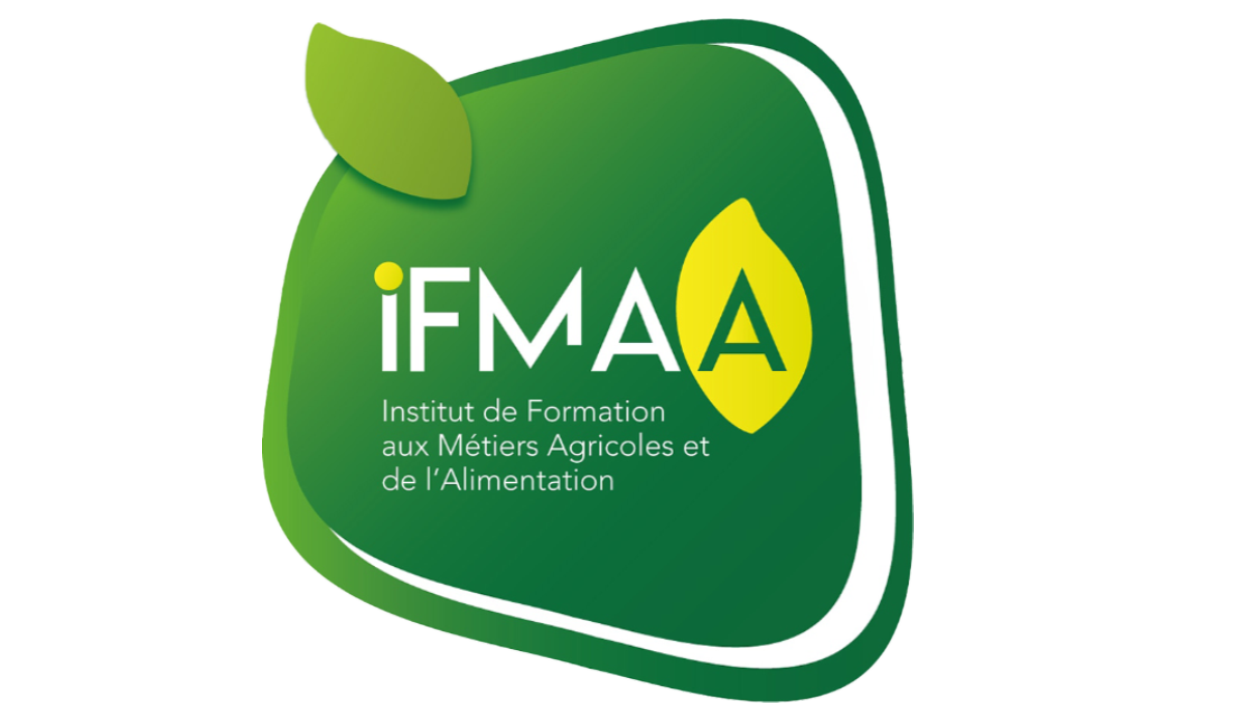 iFMAA
Institut de Formation
aux Métiers Agricoles et
de l'Alimentation